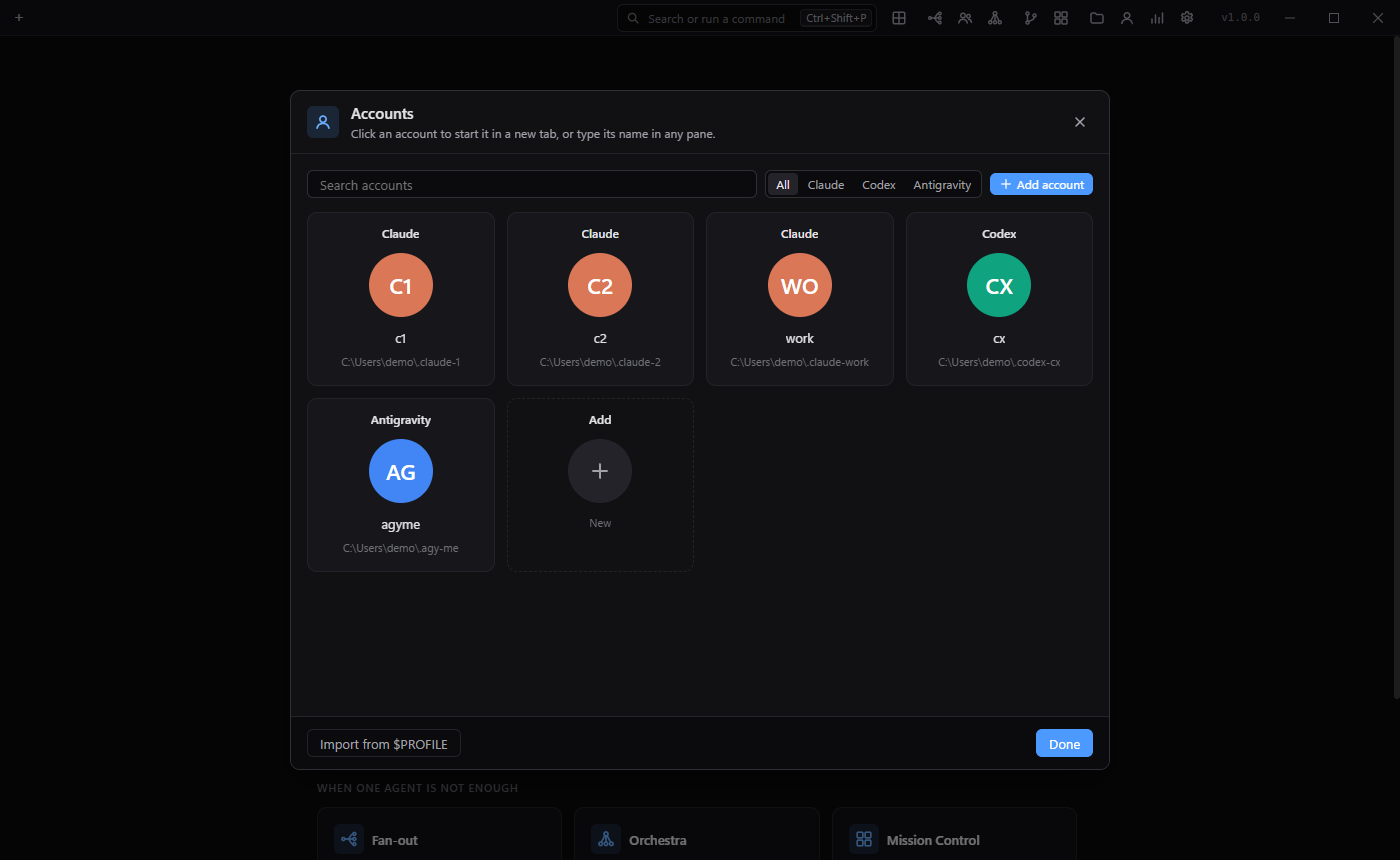 +
Search or run a command
Ctrl+Shift+P
v1.0.0
Accounts
Click an account to start it in a new tab, or type its name in any pane.
Search accounts
All
Claude
Codex
Antigravity
+ Add account
Claude
C1
c1
C:\Users\demo\.claude-1
Claude
C2
c2
C:\Users\demo\.claude-2
Claude
WO
work
C:\Users\demo\.claude-work
Codex
CX
cx
C:\Users\demo\.codex-cx
Antigravity
AG
agyme
C:\Users\demo\.agy-me
Add
+
New
Import from $PROFILE
Done
WHEN ONE AGENT IS NOT ENOUGH
Fan-out
Orchestra
Mission Control